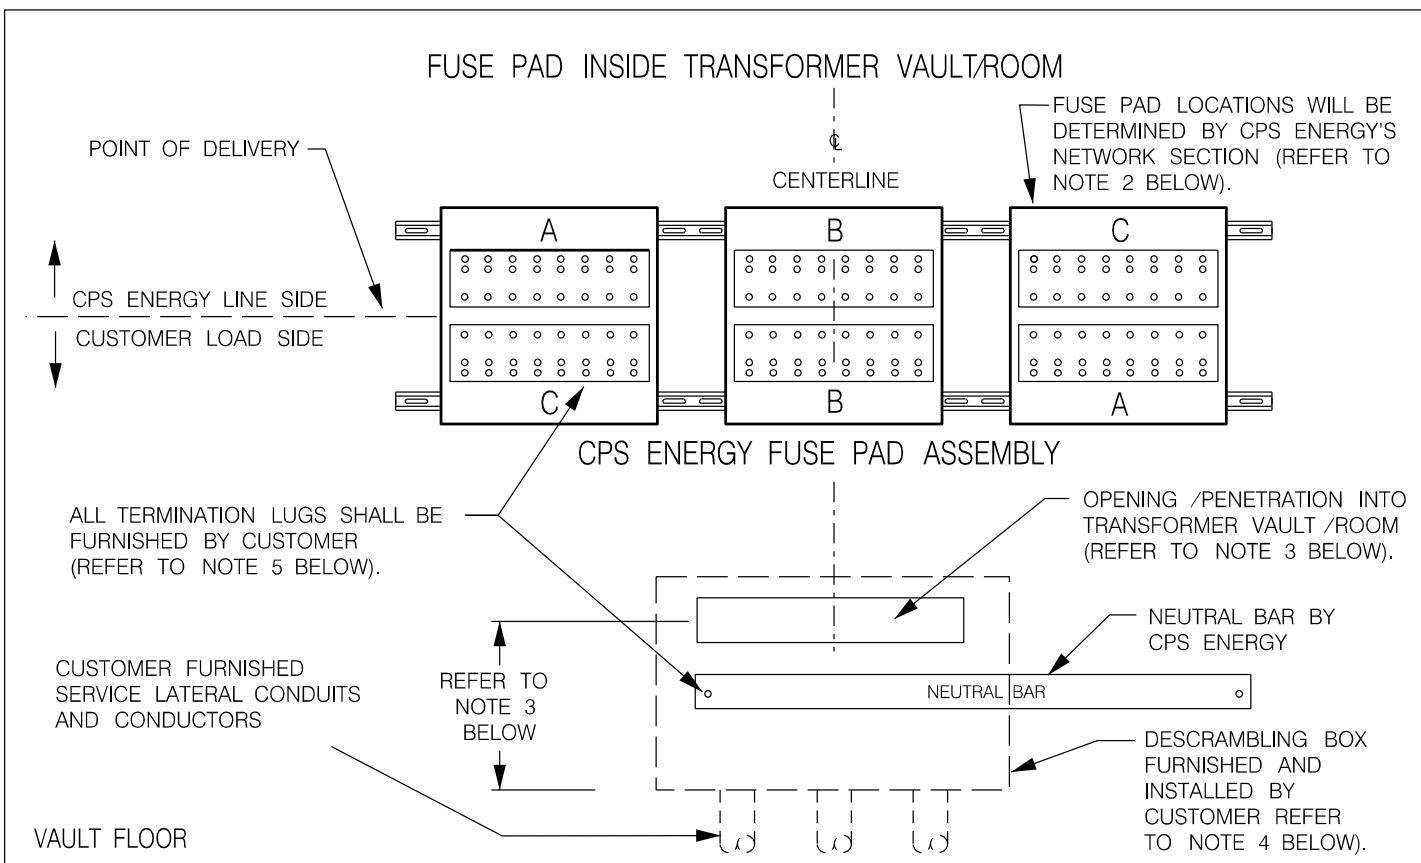 FUSE PAD INSIDE TRANSFORMER VAULT/ROOM
FUSE PAD LOCATIONS WILL BE
DETERMINED BY CPS ENERGY'S
NETWORK SECTION (REFER TO
NOTE 2 BELOW).
POINT OF DELIVERY
℄
CENTERLINE
A
B
C
CPS ENERGY LINE SIDE
CUSTOMER LOAD SIDE
C
B
A
CPS ENERGY FUSE PAD ASSEMBLY
ALL TERMINATION LUGS SHALL BE
FURNISHED BY CUSTOMER
(REFER TO NOTE 5 BELOW).
OPENING /PENETRATION INTO
TRANSFORMER VAULT /ROOM
(REFER TO NOTE 3 BELOW).
NEUTRAL BAR BY
CPS ENERGY
CUSTOMER FURNISHED
SERVICE LATERAL CONDUITS
AND CONDUCTORS
REFER TO
NOTE 3
BELOW
NEUTRAL BAR
DESCRAMBLING BOX
FURNISHED AND
INSTALLED BY
CUSTOMER REFER
TO NOTE 4 BELOW).
VAULT FLOOR